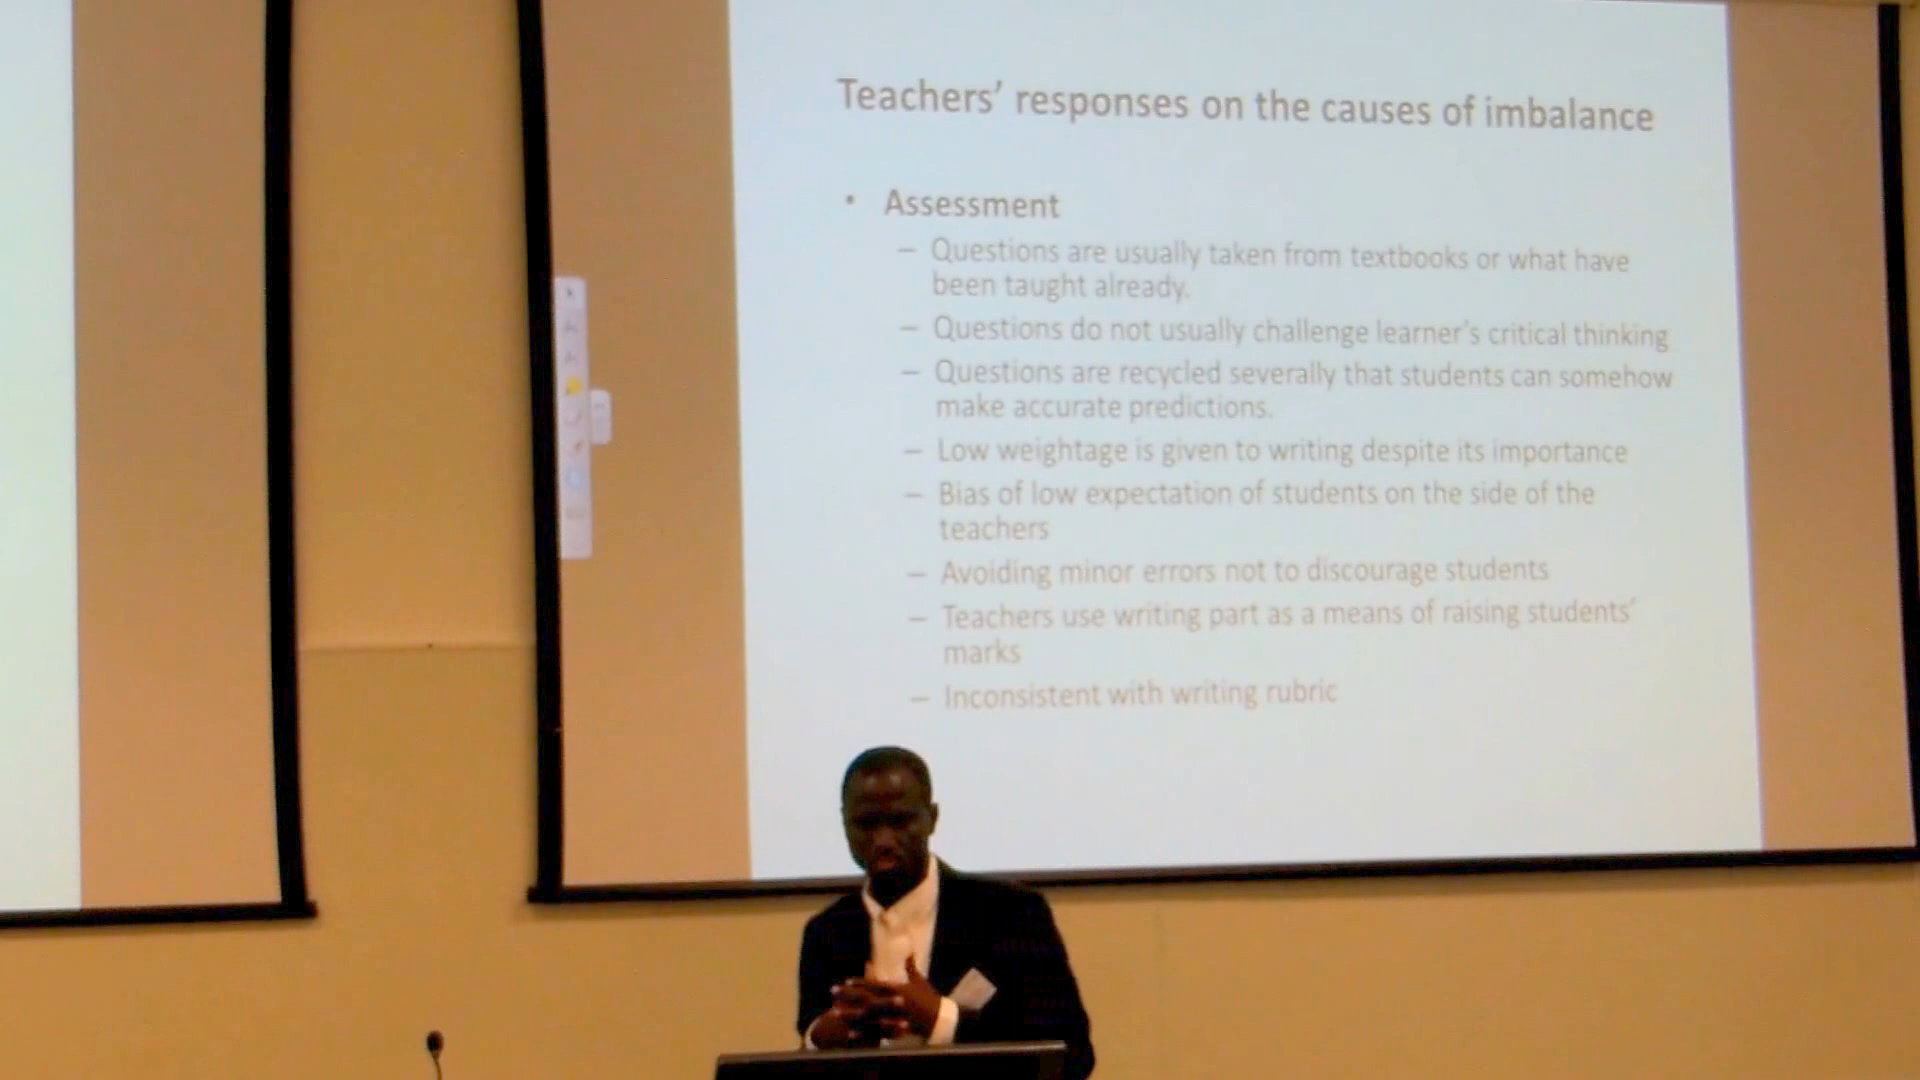 Teachers’ responses on the causes of imbalance
• Assessment
– Questions are usually taken from textbooks or what have
been taught already.
– Questions do not usually challenge learner’s critical thinking
– Questions are recycled severally that students can somehow
make accurate predictions.
– Low weightage is given to writing despite its importance
– Bias of low expectation of students on the side of the
teachers
– Avoiding minor errors not to discourage students
– Teachers use writing part as a means of raising students’
marks
– Inconsistent with writing rubric